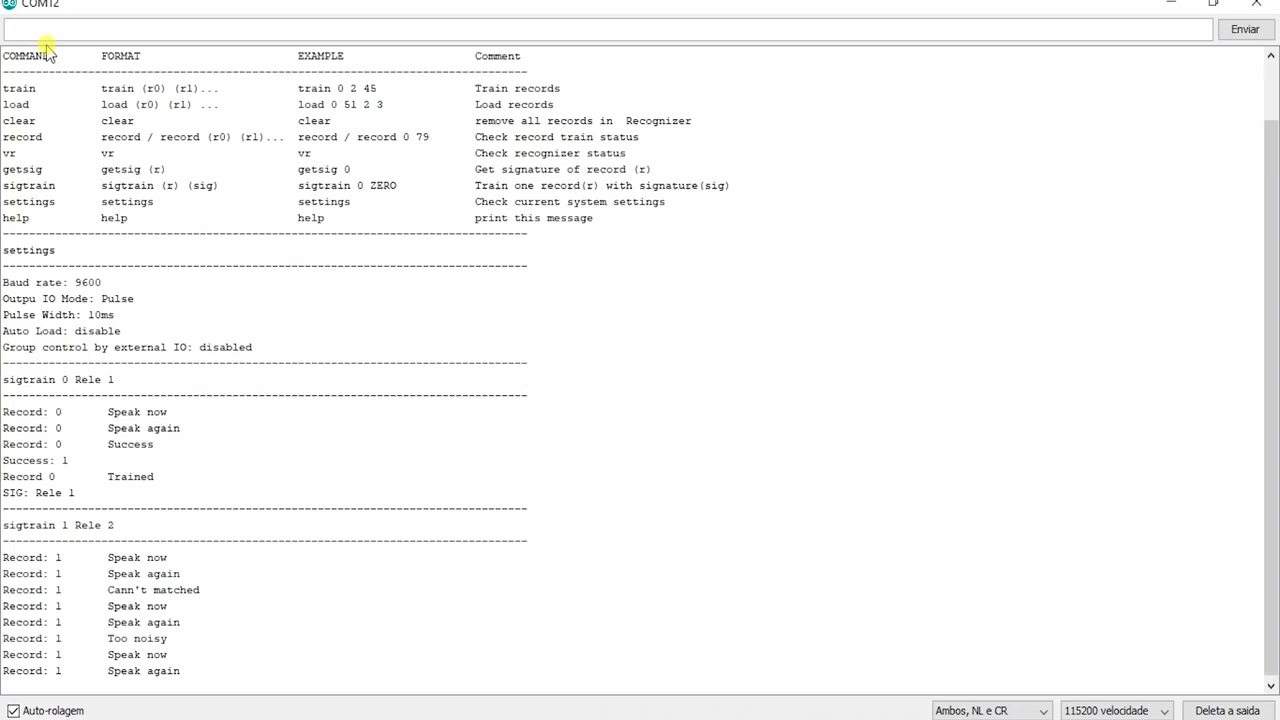 COM12
Enviar
COMMAND FORMAT EXAMPLE Comment
--------------------------------------------------------------------------------
train train (r0) (r1)... train 0 2 45 Train records
load load (r0) (r1) ... load 0 51 2 3 Load records
clear clear clear remove all records in Recognizer
record record / record (r0) (r1)... record / record 0 79 Check record train status
vr vr vr Check recognizer status
getsig getsig (r) getsig 0 Get signature of record (r)
sigtrain sigtrain (r) (sig) sigtrain 0 ZERO Train one record(r) with signature(sig)
settings settings settings Check current system settings
help help help print this message
--------------------------------------------------------------------------------
settings
--------------------------------------------------------------------------------
Baud rate: 9600
Outpu IO Mode: Pulse
Pulse Width: 10ms
Auto Load: disable
Group control by external IO: disabled
--------------------------------------------------------------------------------
sigtrain 0 Rele 1
--------------------------------------------------------------------------------
Record: 0 Speak now
Record: 0 Speak again
Record: 0 Success
Success: 1
Record 0 Trained
SIG: Rele 1
--------------------------------------------------------------------------------
sigtrain 1 Rele 2
--------------------------------------------------------------------------------
Record: 1 Speak now
Record: 1 Speak again
Record: 1 Cann't matched
Record: 1 Speak now
Record: 1 Speak again
Record: 1 Too noisy
Record: 1 Speak now
Record: 1 Speak again
Auto-rolagem Ambos, NL e CR 115200 velocidade Deleta a saida